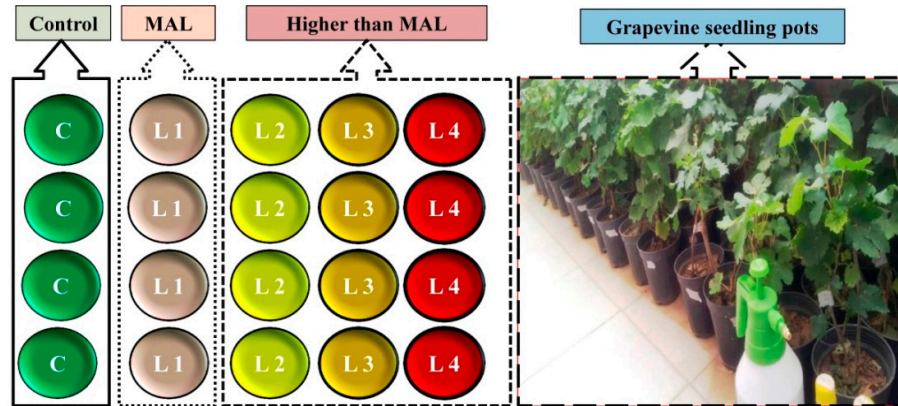 Control
MAL
Higher than MAL
Grapevine seedling pots
C L 1 L 2 L 3 L 4
C L 1 L 2 L 3 L 4
C L 1 L 2 L 3 L 4
C L 1 L 2 L 3 L 4